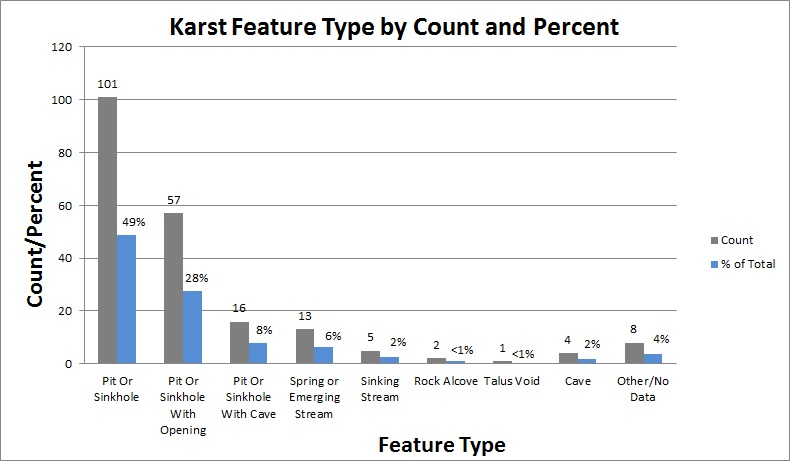 Karst Feature Type by Count and Percent
120
100
80
60
40
20
0
Count/Percent
101
49%
57
28%
16
8%
13
6%
5
2%
2
<1%
1
<1%
4
2%
8
4%
Pit Or
Sinkhole
Pit Or
Sinkhole
With
Opening
Pit Or
Sinkhole
With Cave
Spring or
Emerging
Stream
Sinking
Stream
Rock Alcove
Talus Void
Cave
Other/No
Data
Feature Type
Count
% of Total